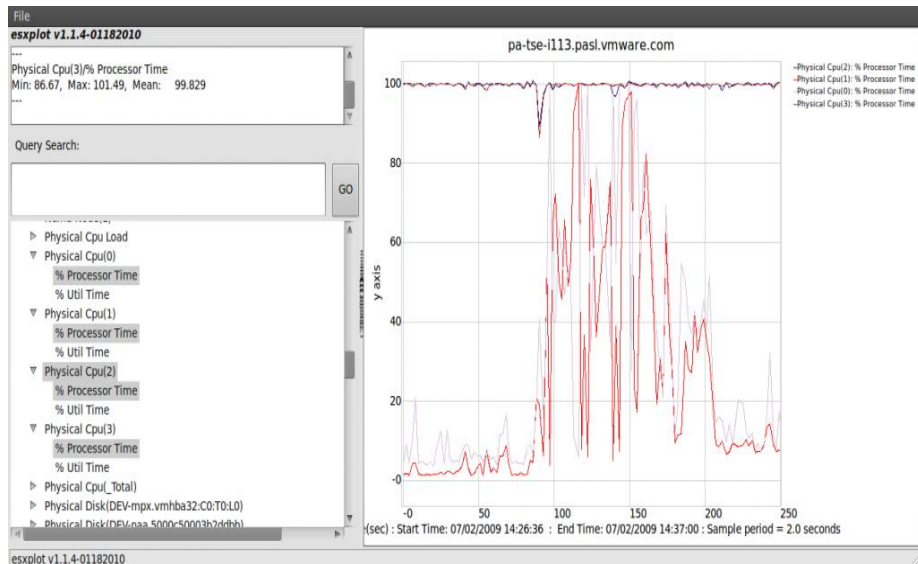 File
esxplot v1.1.4-01182010
---
Physical Cpu(3)/% Processor Time
Min: 86.67, Max: 101.49, Mean: 99.829
---
Query Search:
GO
Physical Cpu Load
Physical Cpu(0)
% Processor Time
% Util Time
Physical Cpu(1)
% Processor Time
% Util Time
Physical Cpu(2)
% Processor Time
% Util Time
Physical Cpu(3)
% Processor Time
% Util Time
Physical Cpu(_Total)
Physical Disk(DEV-mpx.vmhba32:C0:T0:L0)
pa-tse-i113.pasl.vmware.com
Physical Cpu(2): % Processor Time
Physical Cpu(1): % Processor Time
Physical Cpu(0): % Processor Time
Physical Cpu(3): % Processor Time
100
80
60
40
20
-0
y axis
-0 50 100 150 200 250
(sec) : Start Time: 07/02/2009 14:26:36 : End Time: 07/02/2009 14:37:00 : Sample period = 2.0 seconds
esxplot v1.1.4-01182010